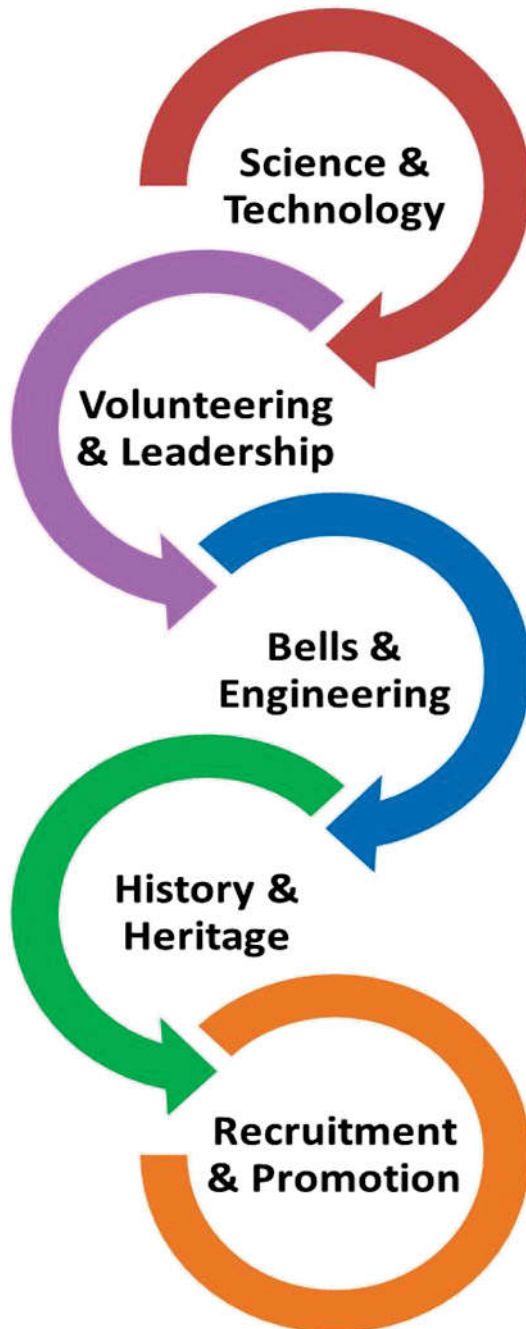 Science &
Technology
Volunteering
& Leadership
Bells &
Engineering
History &
Heritage
Recruitment
& Promotion